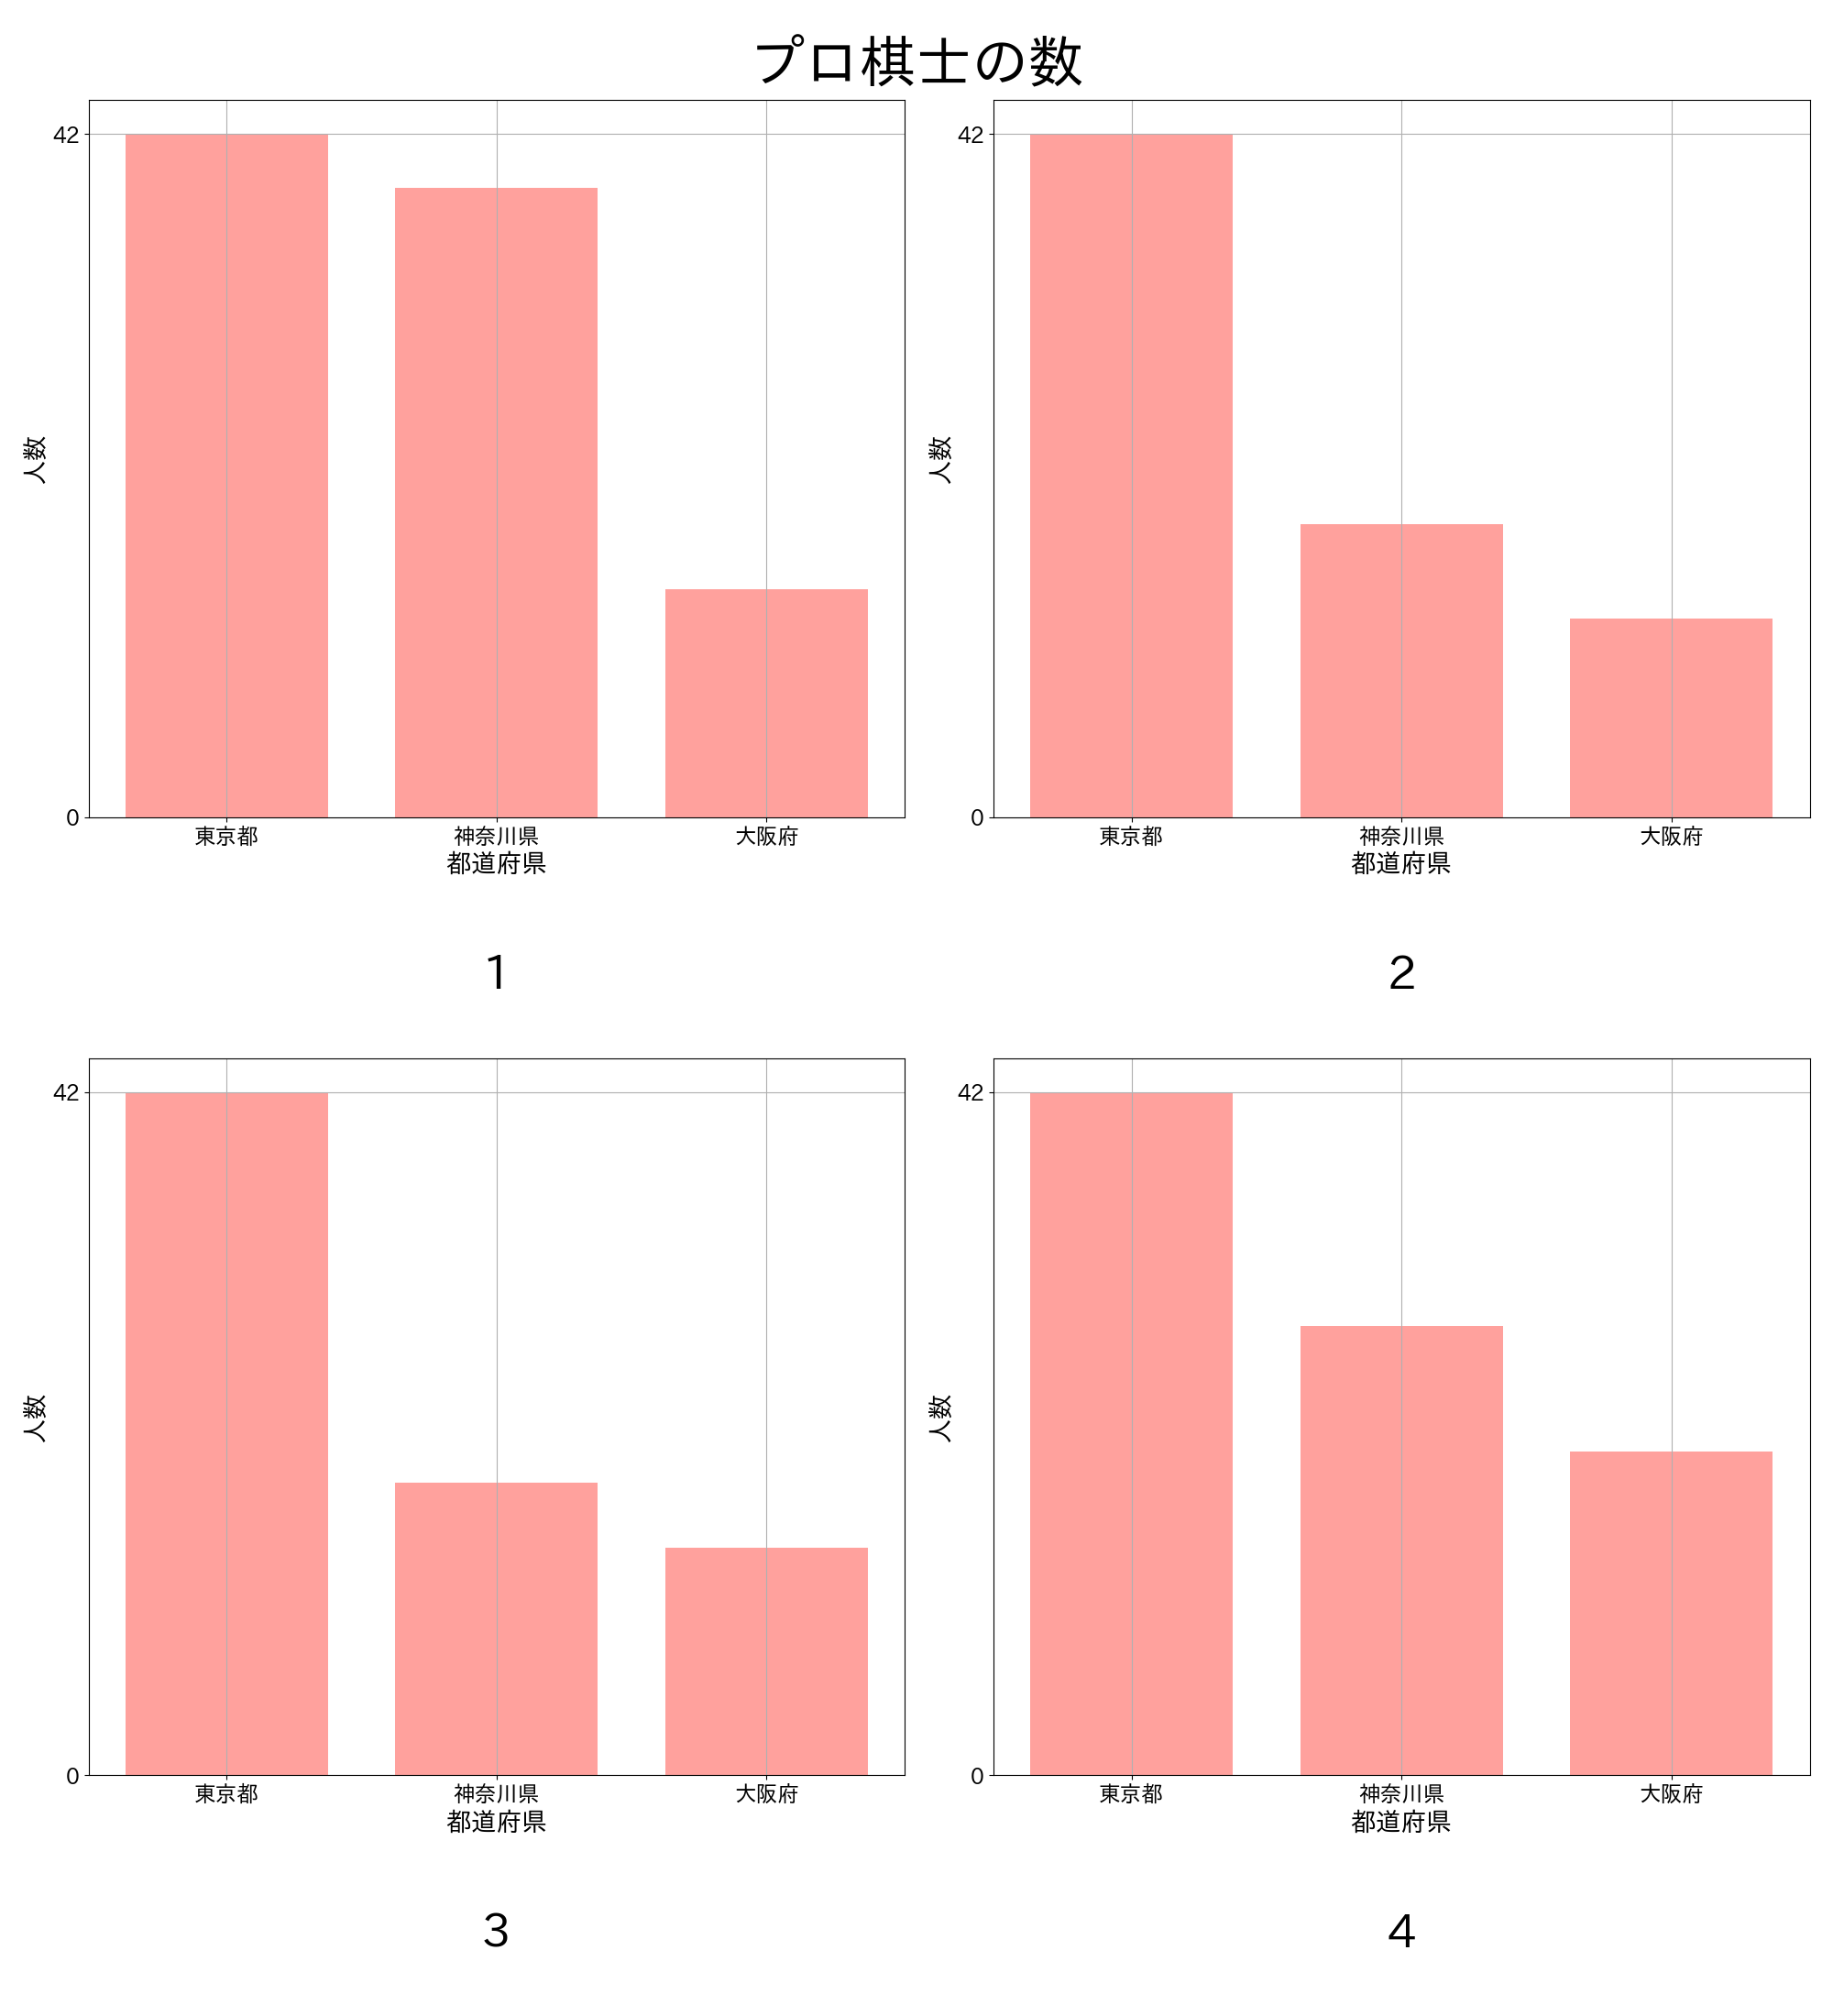 プロ棋士の数
42
0
人数
東京都 神奈川県 大阪府
都道府県
1
42
0
人数
東京都 神奈川県 大阪府
都道府県
2
42
0
人数
東京都 神奈川県 大阪府
都道府県
3
42
0
人数
東京都 神奈川県 大阪府
都道府県
4